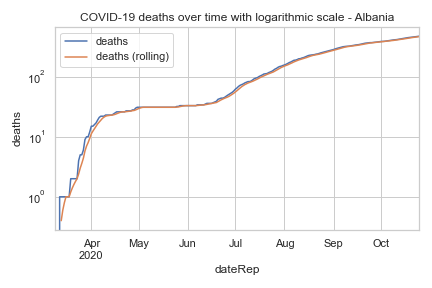 COVID-19 deaths over time with logarithmic scale - Albania
deaths
deaths (rolling)
10²
10¹
10⁰
deaths
Apr May Jun Jul Aug Sep Oct
2020
dateRep